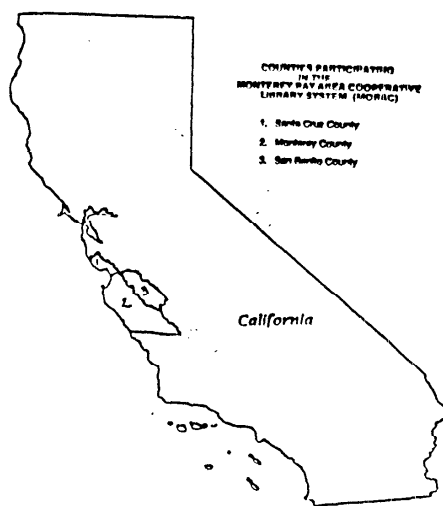 COUNTIES PARTICIPATING
IN THE
MONTEREY BAY AREA COOPERATIVE
LIBRARY SYSTEM (MOBAC)
1. Santa Cruz County
2. Monterey County
3. San Benito County
1
3
2
California